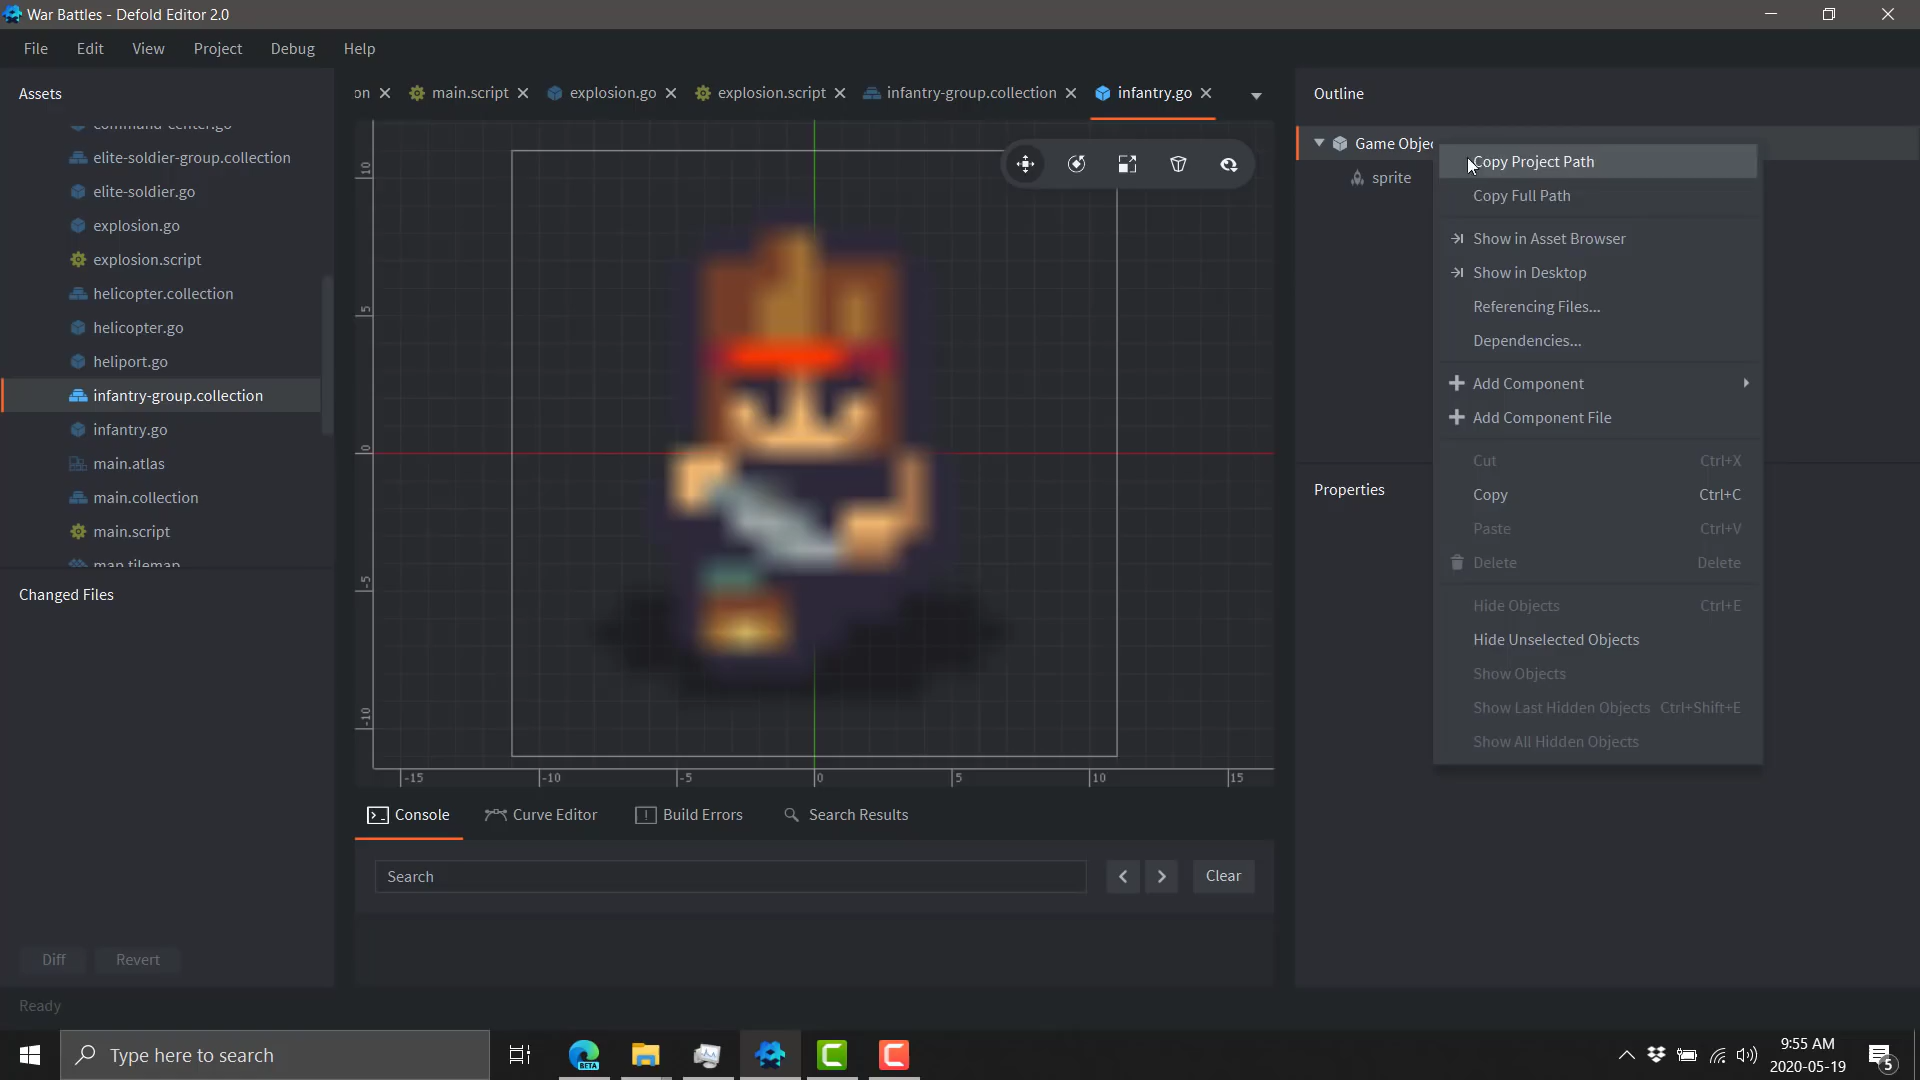 War Battles - Defold Editor 2.0
File Edit View Project Debug Help
Assets
command-center.go
elite-soldier-group.collection
elite-soldier.go
explosion.go
explosion.script
helicopter.collection
helicopter.go
heliport.go
infantry-group.collection
infantry.go
main.atlas
main.collection
main.script
map.tilemap
Changed Files
Diff Revert
Ready
on main.script explosion.go explosion.script infantry-group.collection infantry.go
10
5
0
-5
-10
-15 -10 -5 0 5 10 15
Console Curve Editor Build Errors Search Results
Search
Clear
Outline
Game Objec
sprite
Properties
Copy Project Path
Copy Full Path
Show in Asset Browser
Show in Desktop
Referencing Files...
Dependencies...
Add Component
Add Component File
Cut Ctrl+X
Copy Ctrl+C
Paste Ctrl+V
Delete Delete
Hide Objects Ctrl+E
Hide Unselected Objects
Show Objects
Show Last Hidden Objects Ctrl+Shift+E
Show All Hidden Objects
Type here to search
BETA
9:55 AM
2020-05-19
5